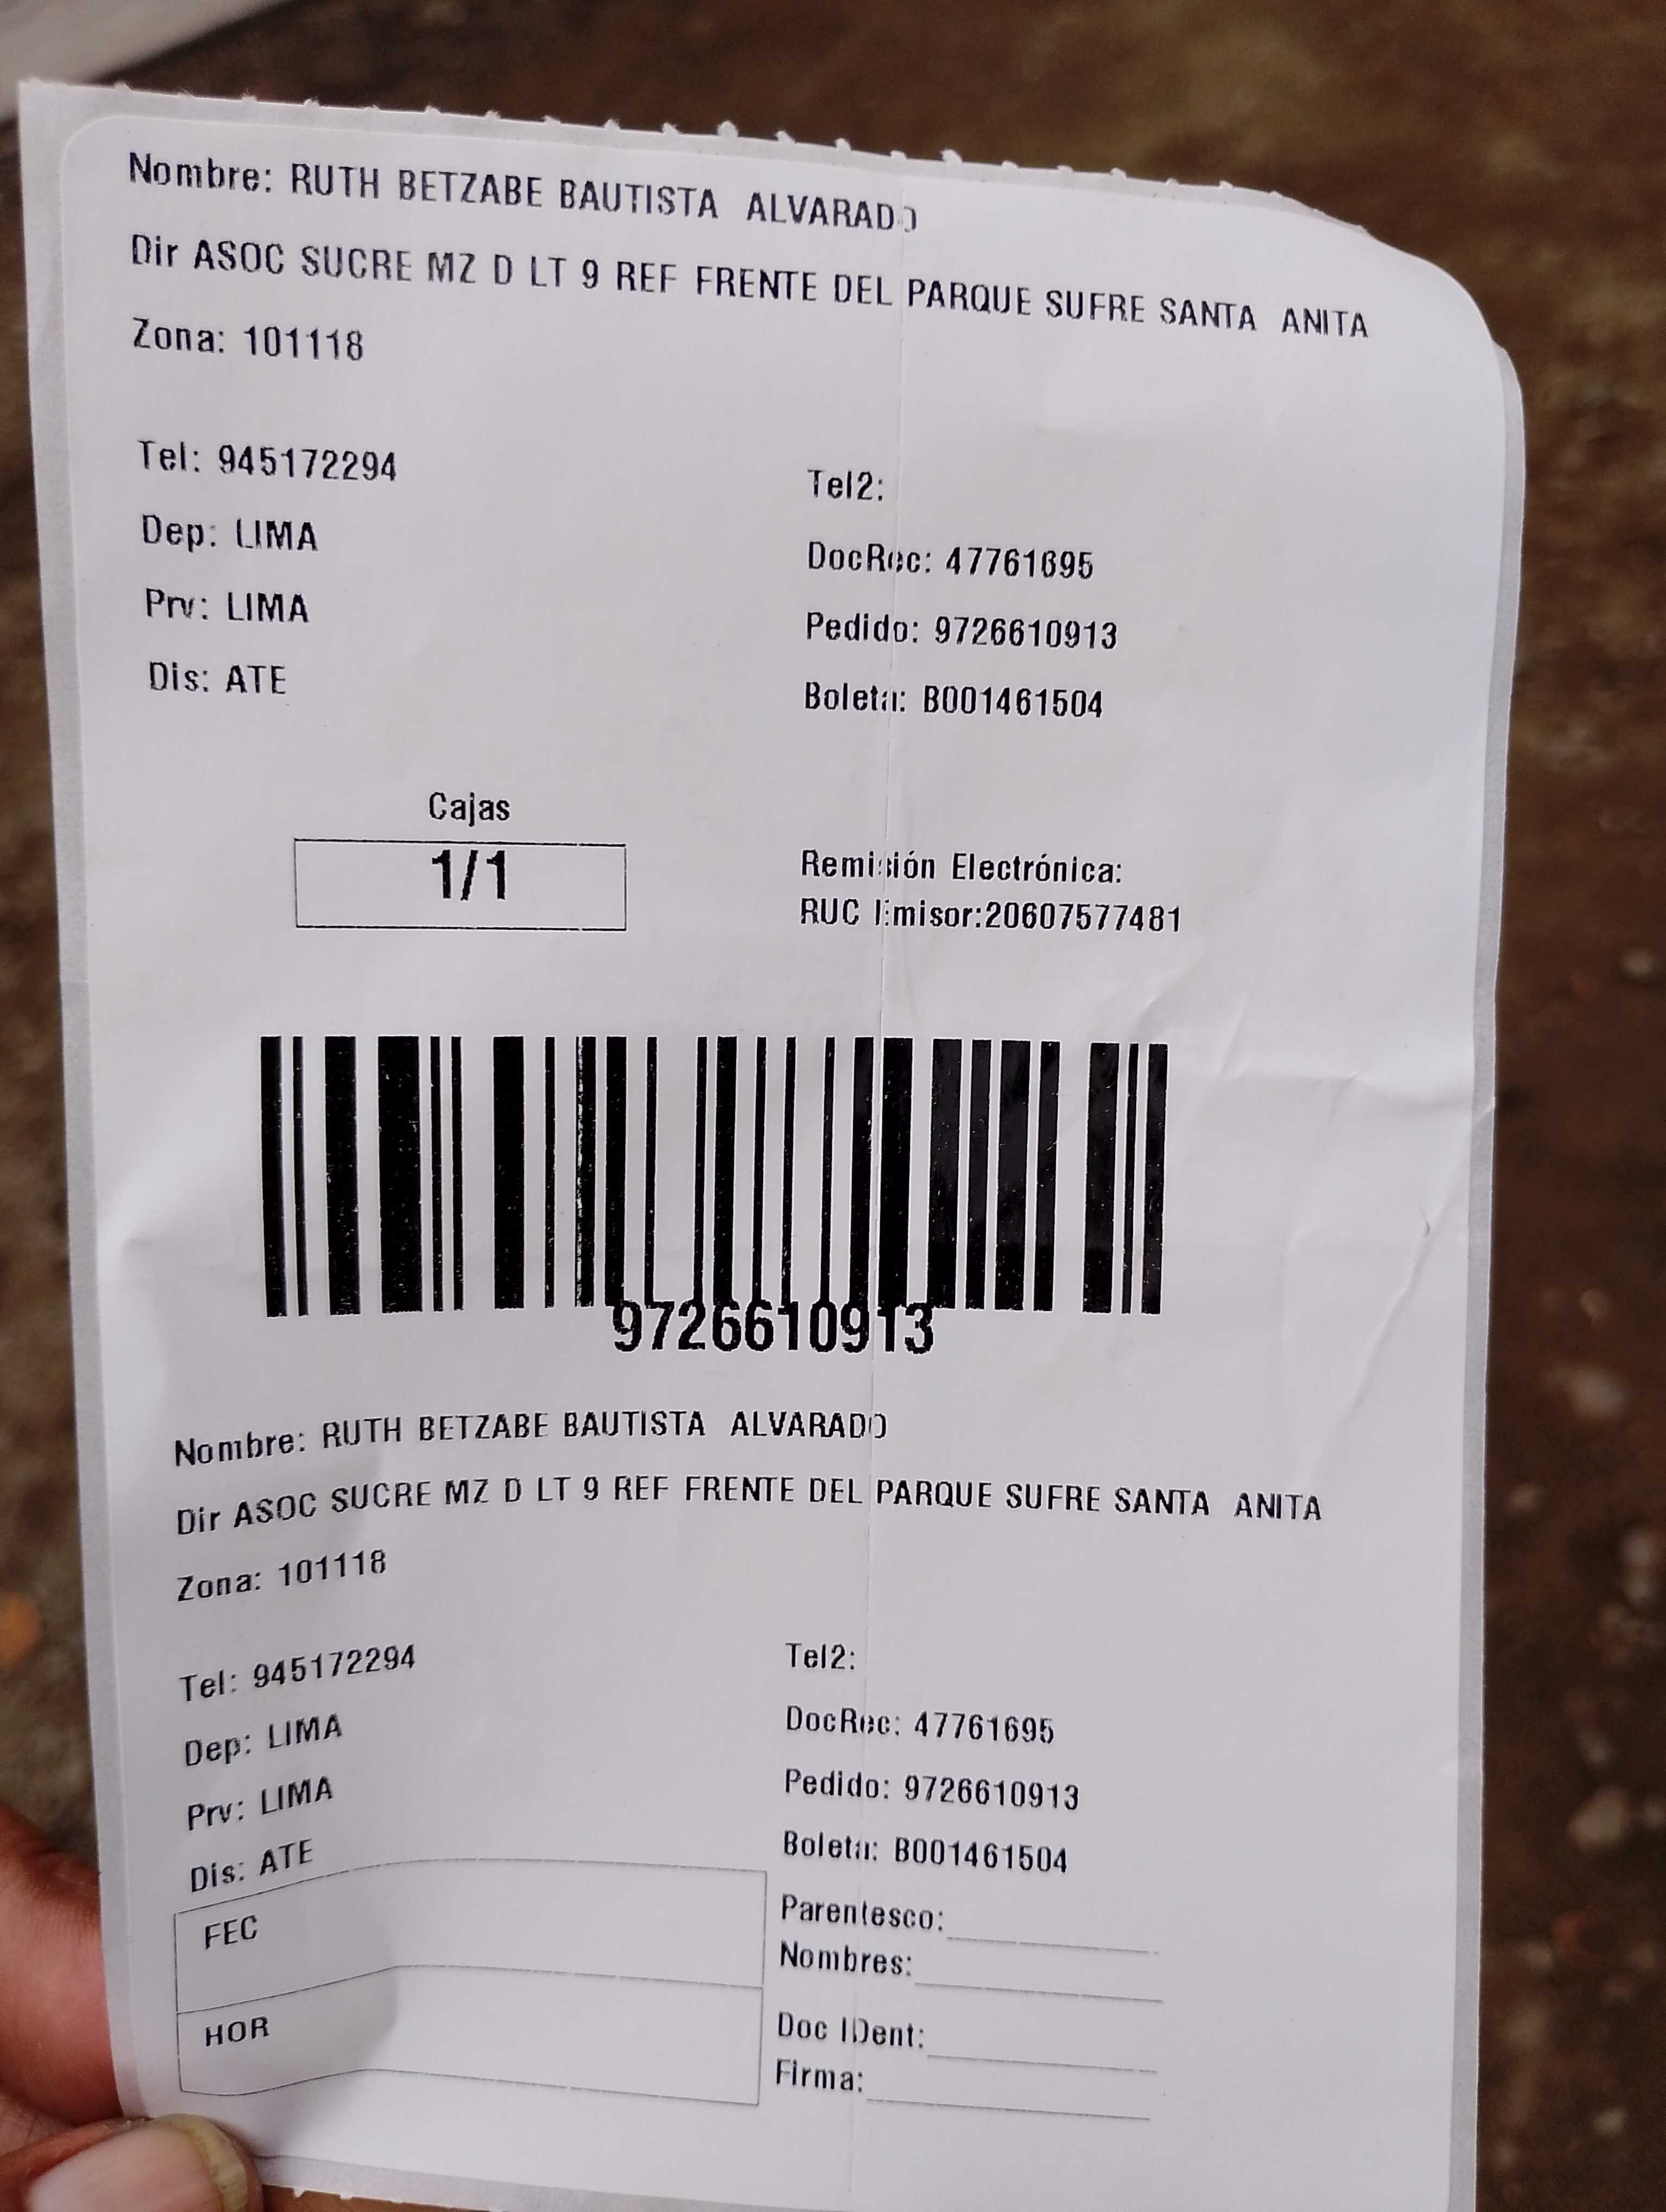 Nombre: RUTH BETZABE BAUTISTA ALVARADO
Dir ASOC SUCRE MZ D LT 9 REF FRENTE DEL PARQUE SUFRE SANTA ANITA
Zona: 101118
Tel: 945172294
Tel2:
Dep: LIMA
DocRec: 47761695
Prv: LIMA
Pedido: 9726610913
Dis: ATE
Boleta: B001461504
Cajas
1/1
Remisión Electrónica:
RUC Emisor:20607577481
9726610913
Nombre: RUTH BETZABE BAUTISTA ALVARADO
Dir ASOC SUCRE MZ D LT 9 REF FRENTE DEL PARQUE SUFRE SANTA ANITA
Zona: 101118
Tel: 945172294
Tel2:
Dep: LIMA
DocRec: 47761695
Prv: LIMA
Pedido: 9726610913
Dis: ATE
Boleta: B001461504
FEC
Parentesco:
Nombres:
HOR
Doc IDent:
Firma: